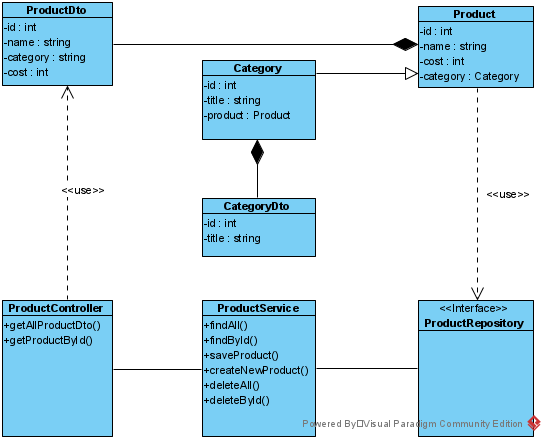 ProductDto
-id : int
-name : string
-category : string
-cost : int
Product
-id : int
-name : string
-cost : int
-category : Category
Category
-id : int
-title : string
-product : Product
<<use>>
<<use>>
CategoryDto
-id : int
-title : string
ProductController
+getAllProductDto()
+getProductById()
ProductService
+findAll()
+findById()
+saveProduct()
+createNewProduct()
+deleteAll()
+deleteById()
<<Interface>>
ProductRepository
Powered By Visual Paradigm Community Edition